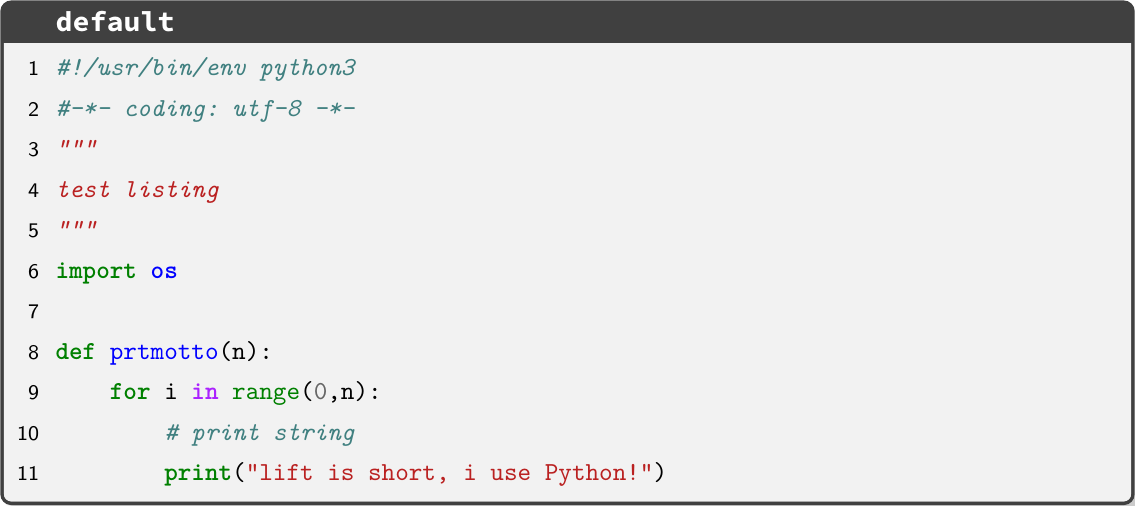 default
1 #!/usr/bin/env python3
2 #-*- coding: utf-8 -*-
3 """
4 test listing
5 """
6 import os
7
8 def prtmotto(n):
9     for i in range(0,n):
10         # print string
11         print("lift is short, i use Python!")